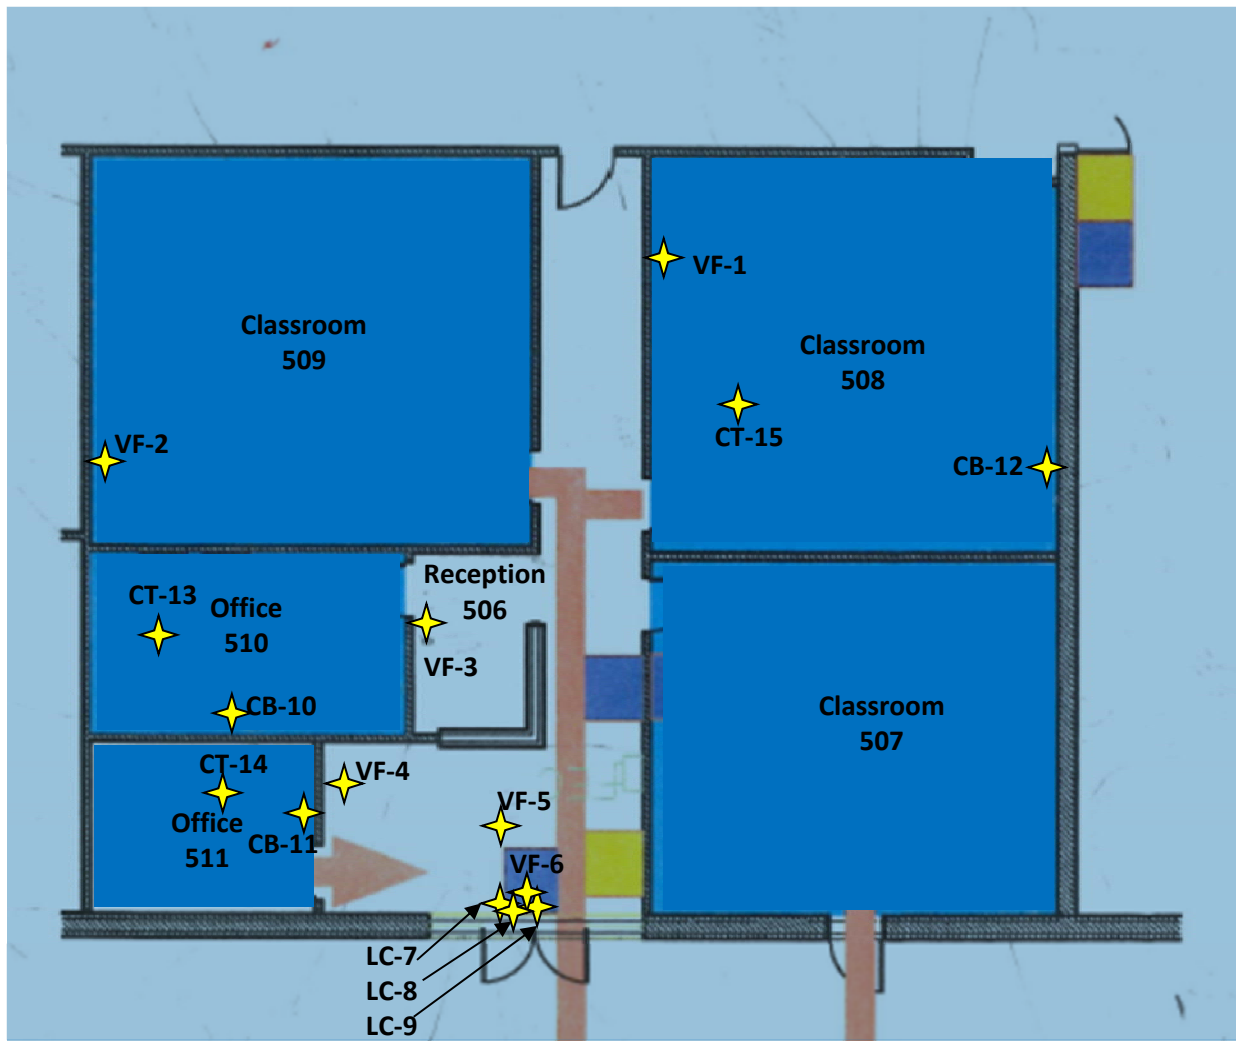 VF-1
Classroom
509
Classroom
508
CT-15
VF-2
CB-12
Reception
506
CT-13
Office
510
VF-3
CB-10
Classroom
507
CT-14
VF-4
VF-5
Office
511
CB-11
VF-6
LC-7
LC-8
LC-9